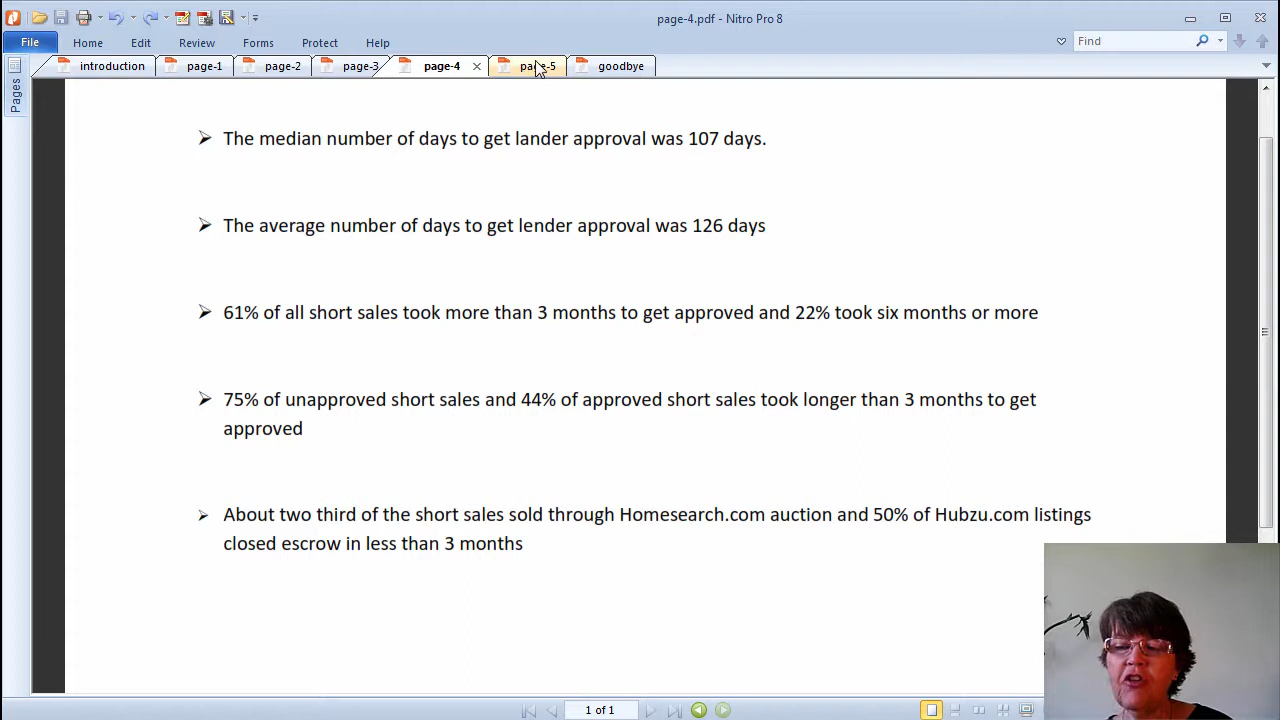 page-4.pdf - Nitro Pro 8
File Home Edit Review Forms Protect Help Find
introduction page-1 page-2 page-3 page-4 page-5 goodbye
Pages
The median number of days to get lander approval was 107 days.
The average number of days to get lender approval was 126 days
61% of all short sales took more than 3 months to get approved and 22% took six months or more
75% of unapproved short sales and 44% of approved short sales took longer than 3 months to get
approved
About two third of the short sales sold through Homesearch.com auction and 50% of Hubzu.com listings
closed escrow in less than 3 months
1 of 1